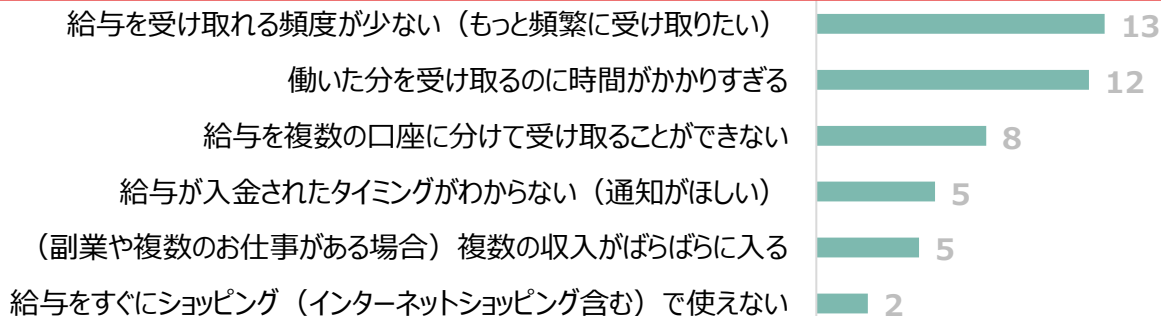 給与を受け取れる頻度が少ない（もっと頻繁に受け取りたい） 13
働いた分を受け取るのに時間がかかりすぎる 12
給与を複数の口座に分けて受け取ることができない 8
給与が入金されたタイミングがわからない（通知がほしい） 5
（副業や複数のお仕事がある場合）複数の収入がばらばらに入る 5
給与をすぐにショッピング（インターネットショッピング含む）で使えない 2